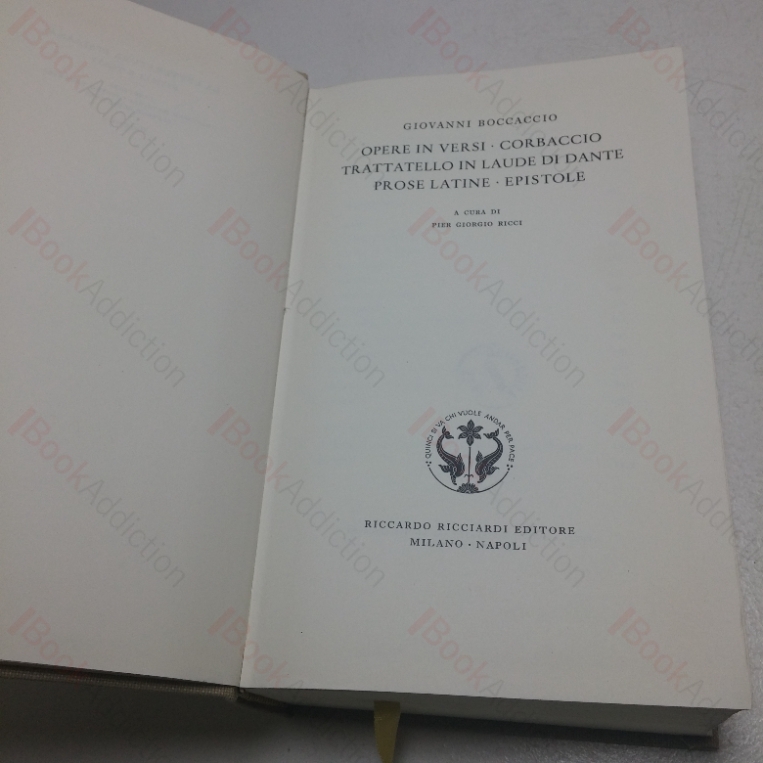 GIOVANNI BOCCACCIO
OPERE IN VERSI · CORBACCIO
TRATTATELLO IN LAUDE DI DANTE
PROSE LATINE · EPISTOLE
A CURA DI
PIER GIORGIO RICCI
QUINCI SI VA CHI VUOLE ANDAR PER PACE
RICCARDO RICCIARDI EDITORE
MILANO · NAPOLI
BookAddiction